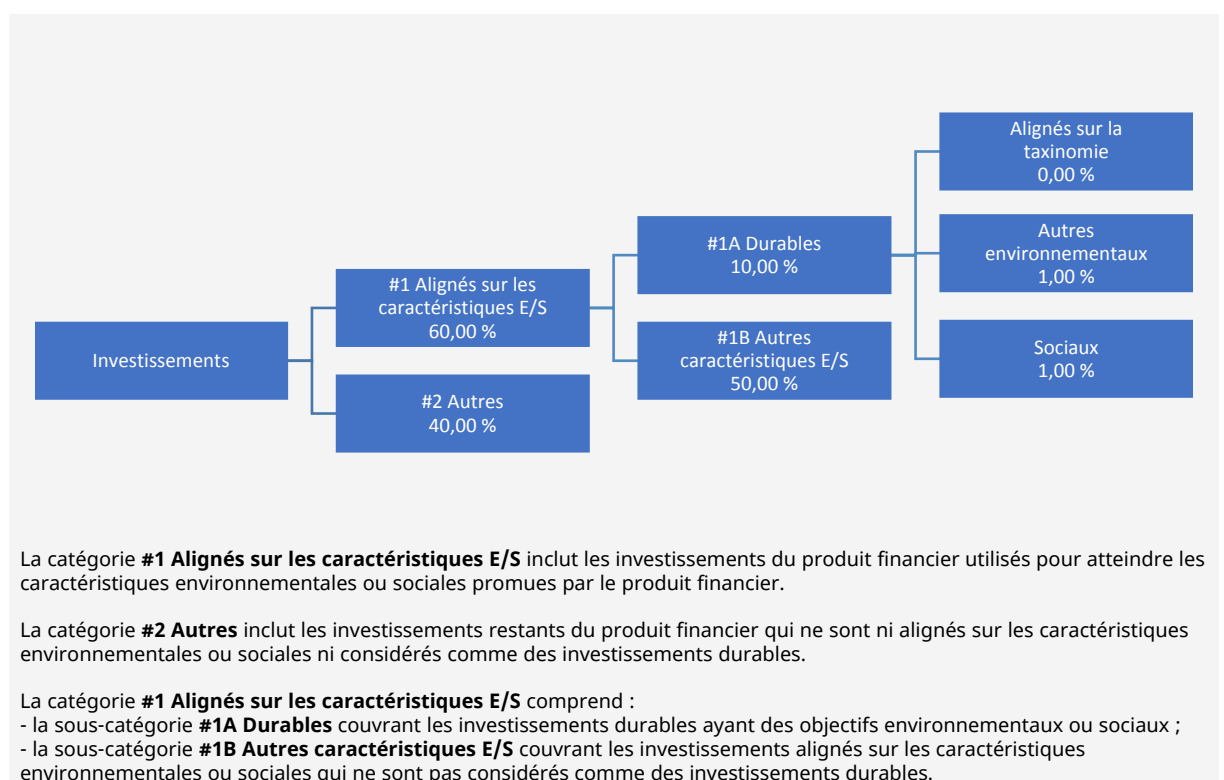 Investissements
#1 Alignés sur les
caractéristiques E/S
60,00 %
#2 Autres
40,00 %
#1A Durables
10,00 %
#1B Autres
caractéristiques E/S
50,00 %
Alignés sur la
taxinomie
0,00 %
Autres
environnementaux
1,00 %
Sociaux
1,00 %
La catégorie #1 Alignés sur les caractéristiques E/S inclut les investissements du produit financier utilisés pour atteindre les
caractéristiques environnementales ou sociales promues par le produit financier.
La catégorie #2 Autres inclut les investissements restants du produit financier qui ne sont ni alignés sur les caractéristiques
environnementales ou sociales ni considérés comme des investissements durables.
La catégorie #1 Alignés sur les caractéristiques E/S comprend :
- la sous-catégorie #1A Durables couvrant les investissements durables ayant des objectifs environnementaux ou sociaux ;
- la sous-catégorie #1B Autres caractéristiques E/S couvrant les investissements alignés sur les caractéristiques
environnementales ou sociales qui ne sont pas considérés comme des investissements durables.